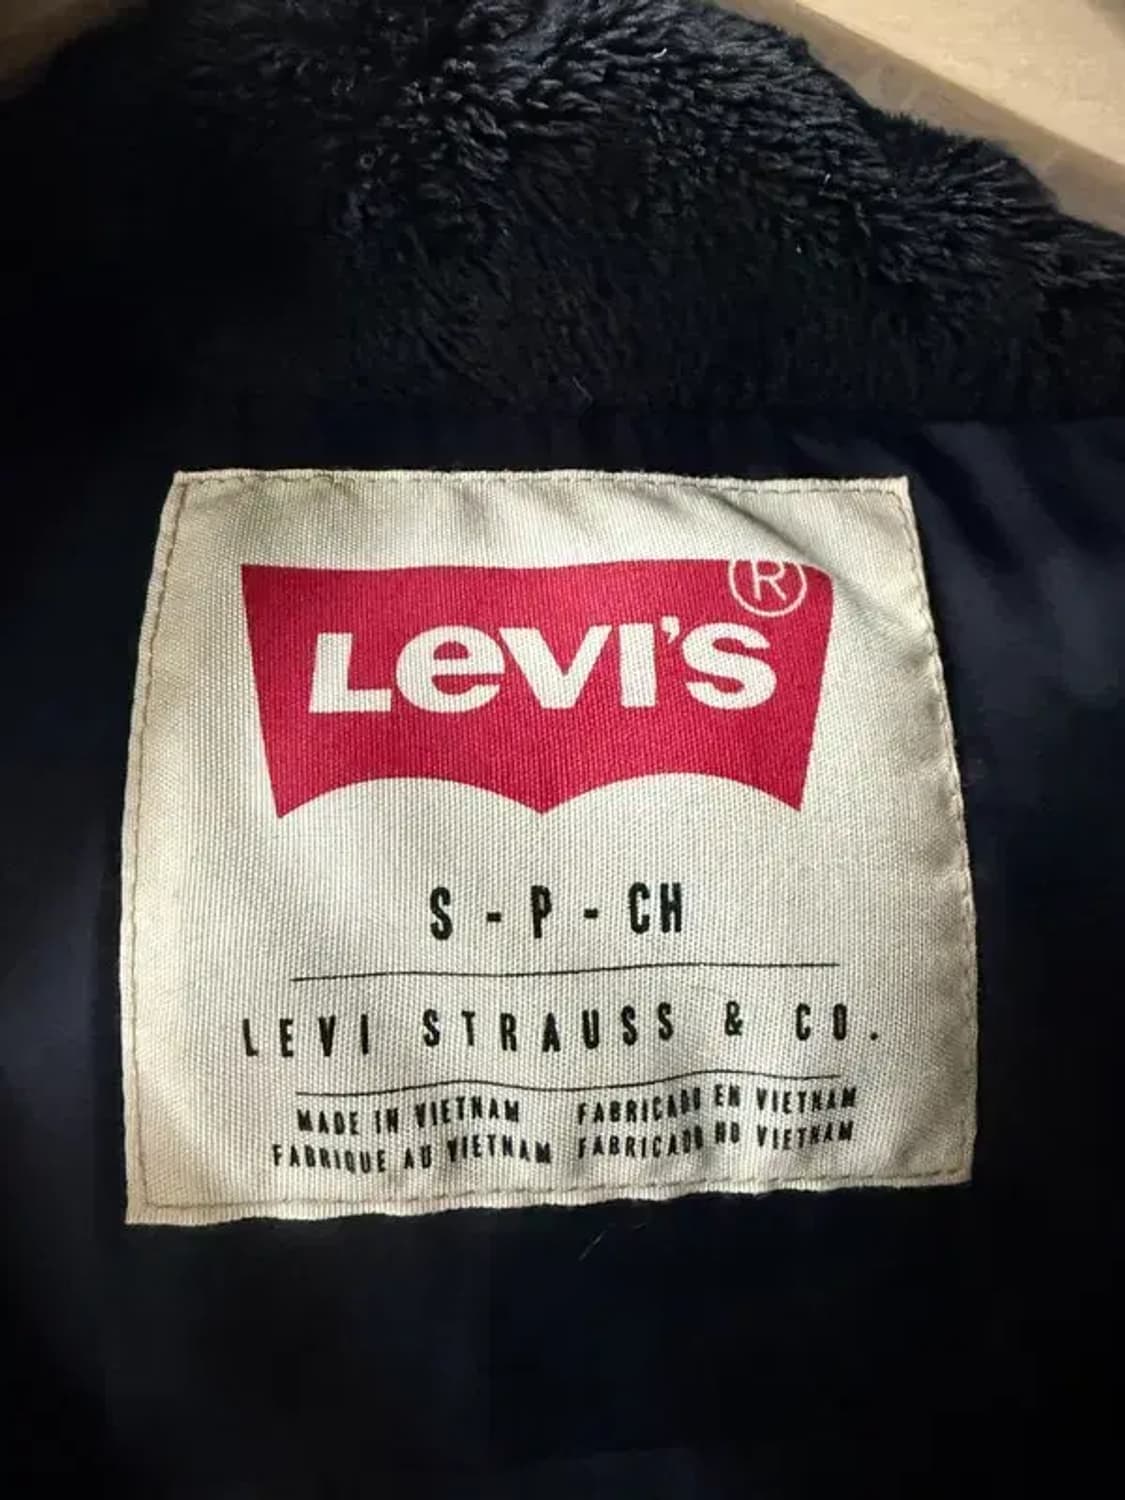 LEVI'S®
S - P - CH
LEVI STRAUSS & CO.
MADE IN VIETNAM FABRICADO EN VIETNAM
FABRIQUE AU VIETNAM FABRICADO NO VIETNAM